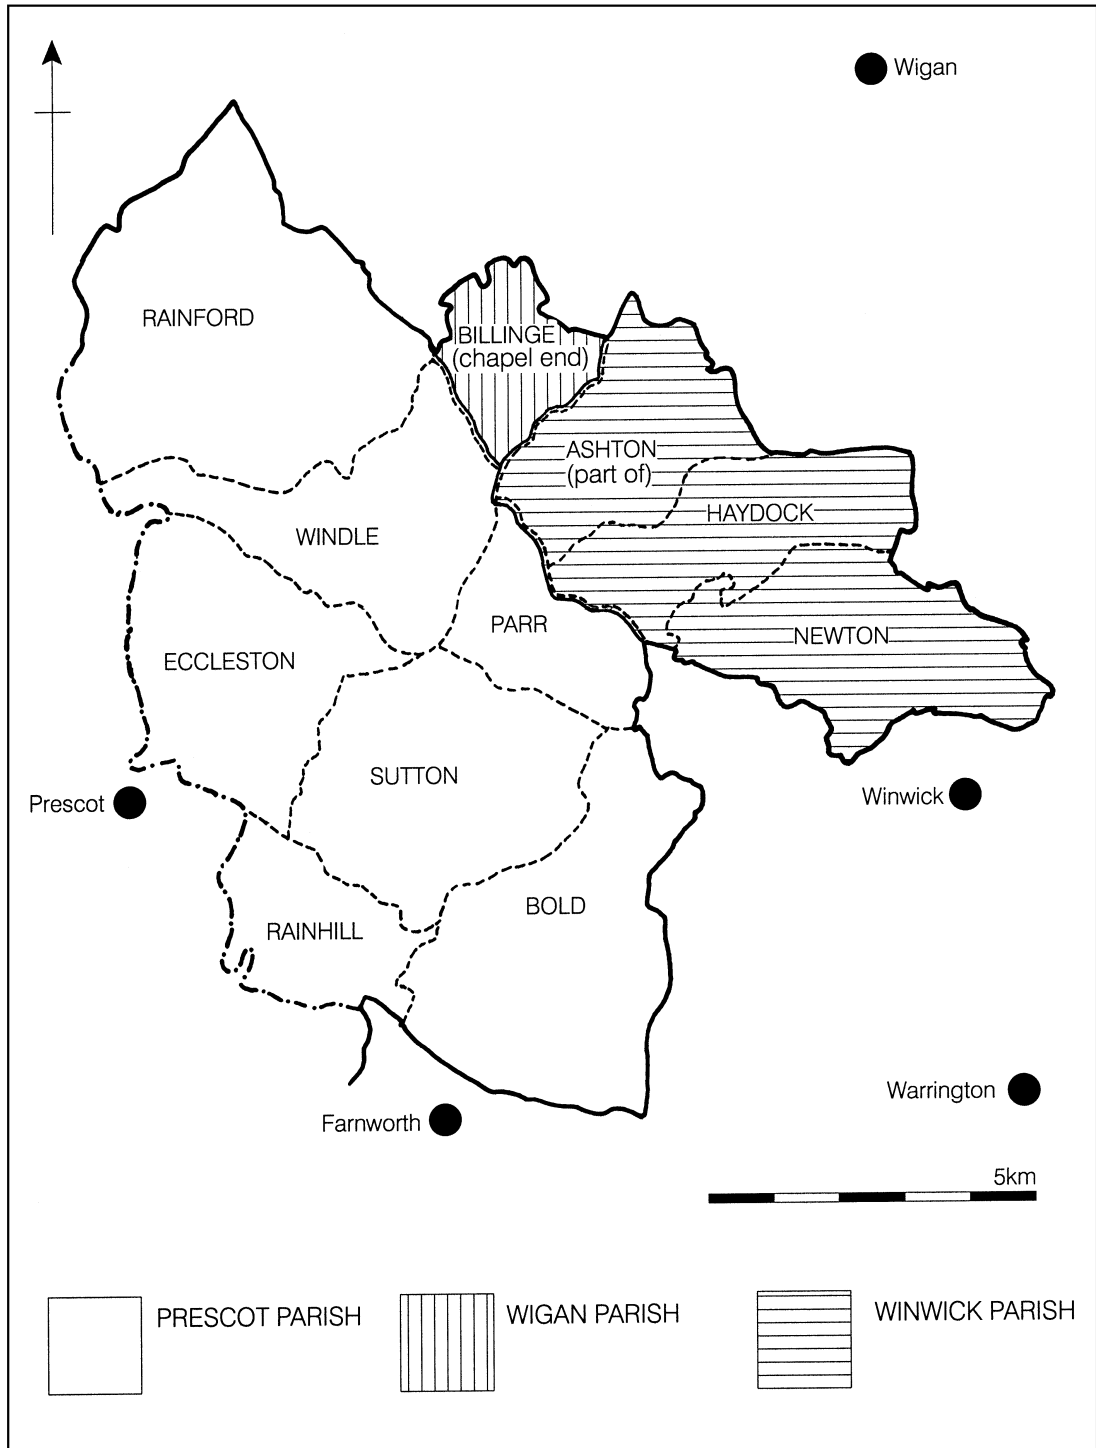 Wigan
RAINFORD
BILLINGE
(chapel end)
ASHTON
(part of)
HAYDOCK
WINDLE
PARR
NEWTON
ECCLESTON
SUTTON
Prescot
Winwick
BOLD
RAINHILL
Warrington
Farnworth
5km
PRESCOT PARISH
WIGAN PARISH
WINWICK PARISH